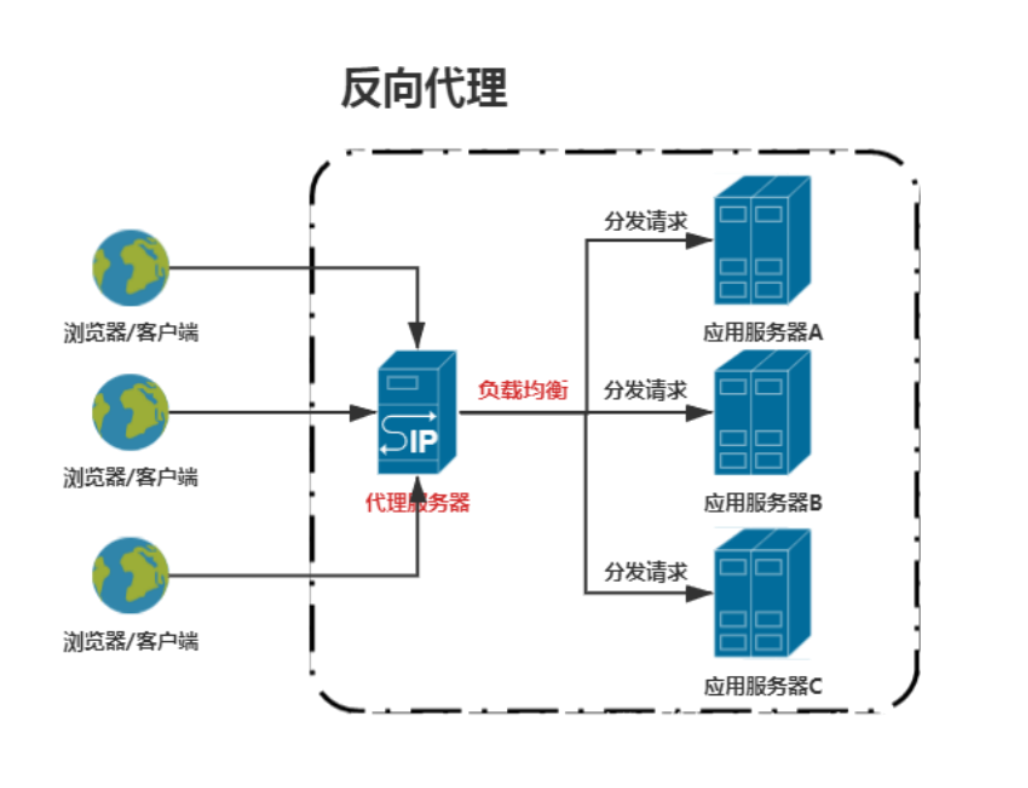 反向代理
分发请求
浏览器/客户端
应用服务器A
负载均衡
分发请求
IP
浏览器/客户端
代理服务器
应用服务器B
分发请求
浏览器/客户端
应用服务器C